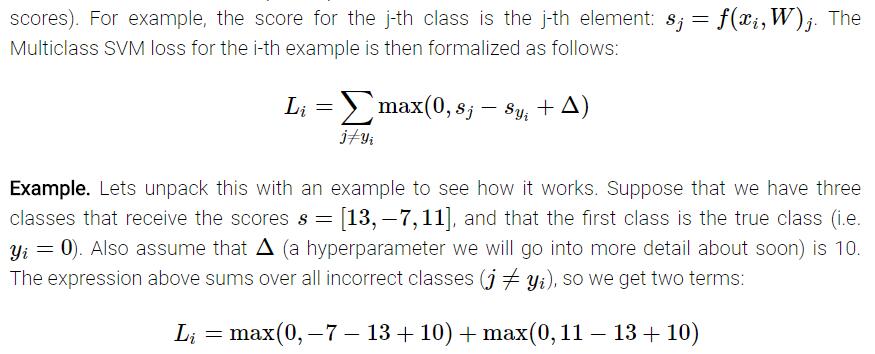 scores). For example, the score for the j-th class is the j-th element: s_j = f(x_i, W)_j. The
Multiclass SVM loss for the i-th example is then formalized as follows:
L_i = ∑_{j≠y_i} max(0, s_j − s_{y_i} + Δ)
Example. Lets unpack this with an example to see how it works. Suppose that we have three
classes that receive the scores s = [13, −7, 11], and that the first class is the true class (i.e.
y_i = 0). Also assume that Δ (a hyperparameter we will go into more detail about soon) is 10.
The expression above sums over all incorrect classes (j ≠ y_i), so we get two terms:
L_i = max(0, −7 − 13 + 10) + max(0, 11 − 13 + 10)